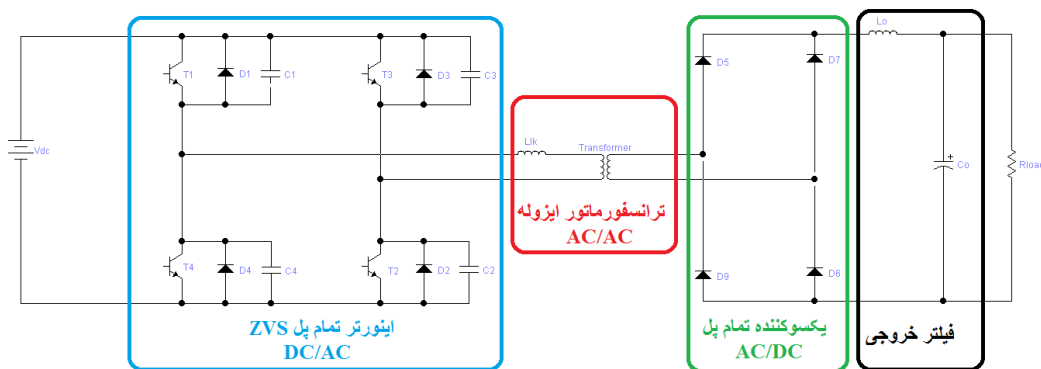 Lo
T1
D1
C1
T3
D3
C3
D5
D7
Vdc
Llk
Transformer
Co
Rload
ترانسفورماتور ایزوله
AC/AC
T4
D4
C4
T2
D2
C2
D9
D6
اینورتر تمام پل ZVS
DC/AC
یکسوکننده تمام پل
AC/DC
فیلتر خروجی